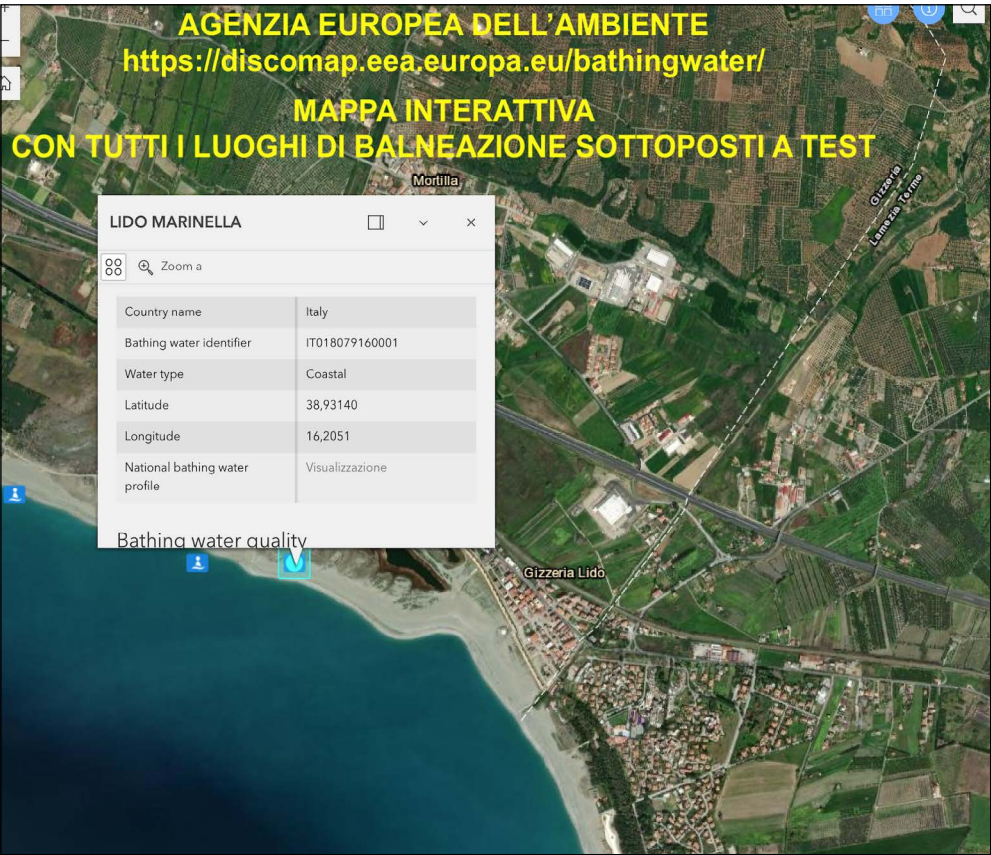 AGENZIA EUROPEA DELL'AMBIENTE
https://discomap.eea.europa.eu/bathingwater/
MAPPA INTERATTIVA
CON TUTTI I LUOGHI DI BALNEAZIONE SOTTOPOSTI A TEST
Mortilla
Gizzeria
Lamezia Terme
LIDO MARINELLA
Zoom a
Country name Italy
Bathing water identifier IT018079160001
Water type Coastal
Latitude 38,93140
Longitude 16,2051
National bathing water Visualizzazione
profile
Bathing water quality
Gizzeria Lido